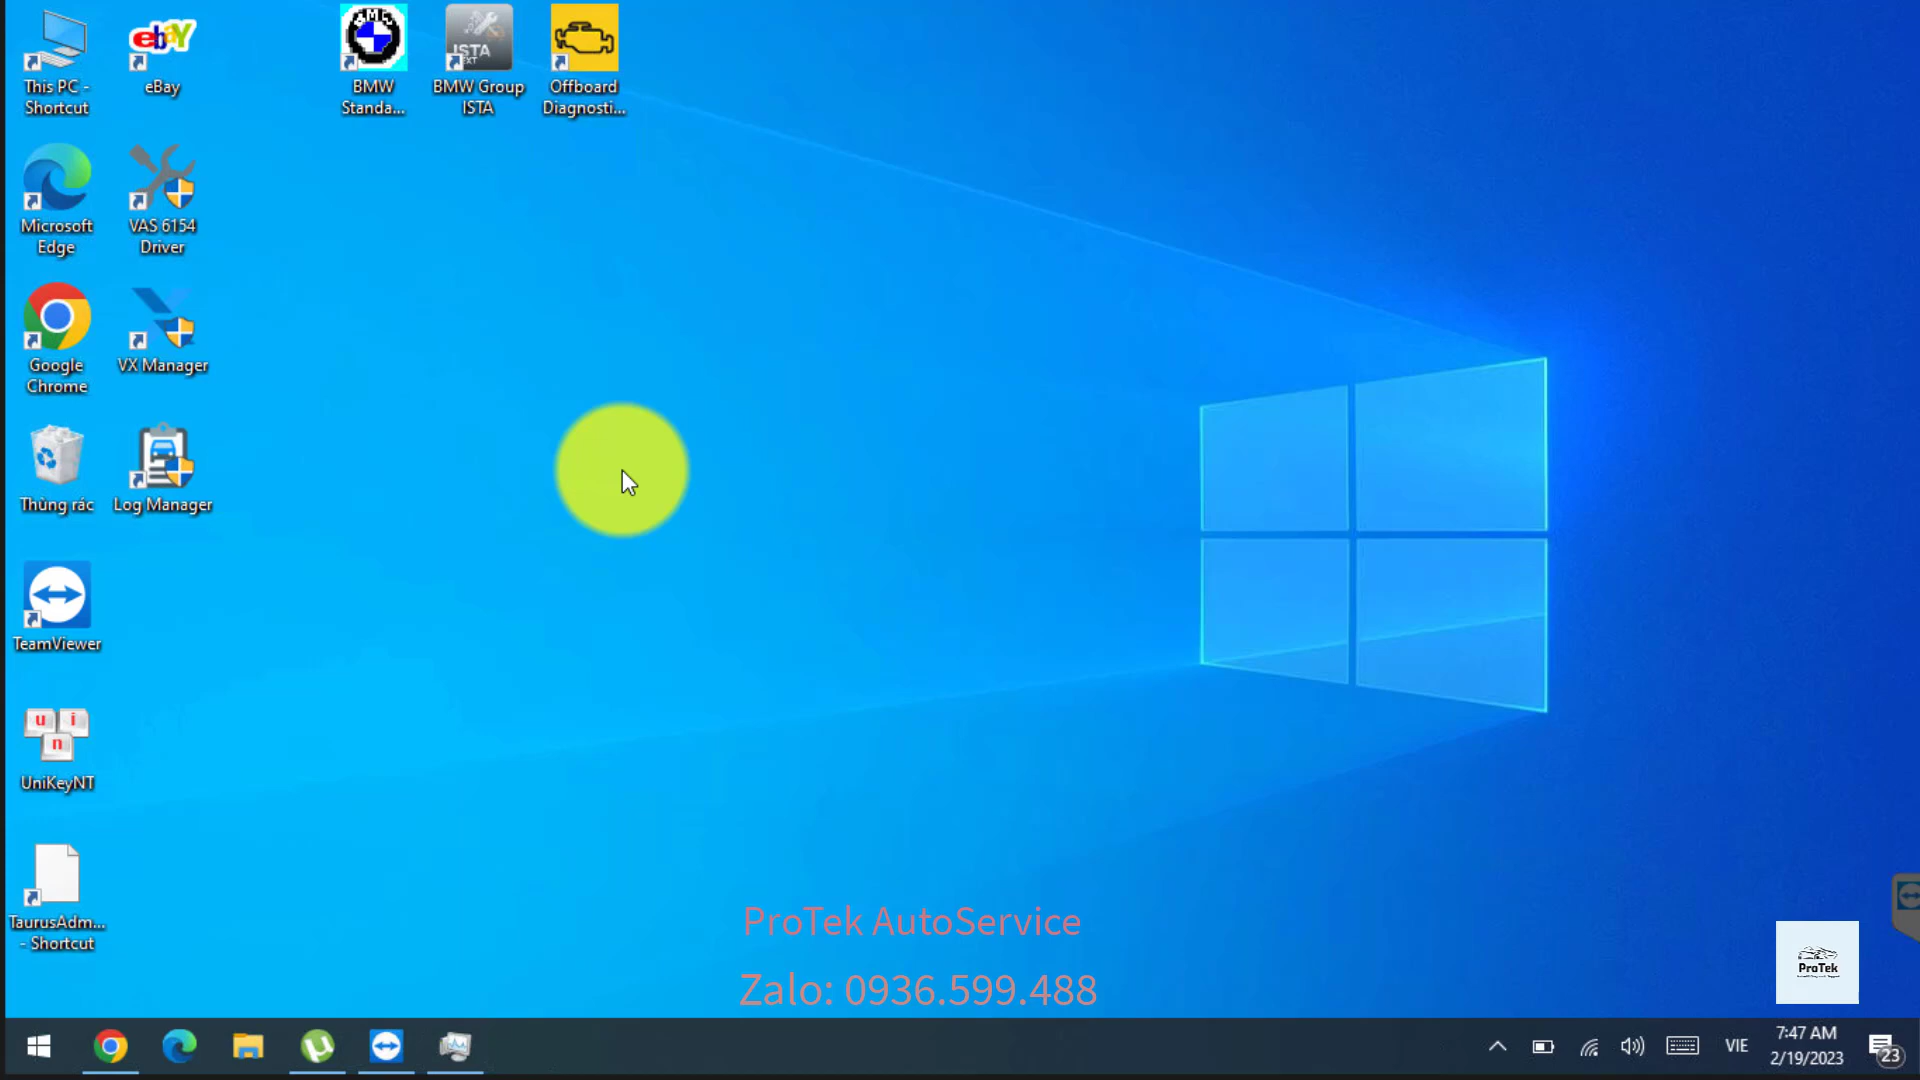 This PC -
Shortcut
ebay
eBay
BMW
Standa...
ISTA
BMW Group
ISTA
Offboard
Diagnosti...
Microsoft
Edge
VAS 6154
Driver
Google
Chrome
VX Manager
Thùng rác
Log Manager
TeamViewer
u i
n
UniKeyNT
TaurusAdm...
- Shortcut
ProTek AutoService
Zalo: 0936.599.488
ProTek
VIE
7:47 AM
2/19/2023
23